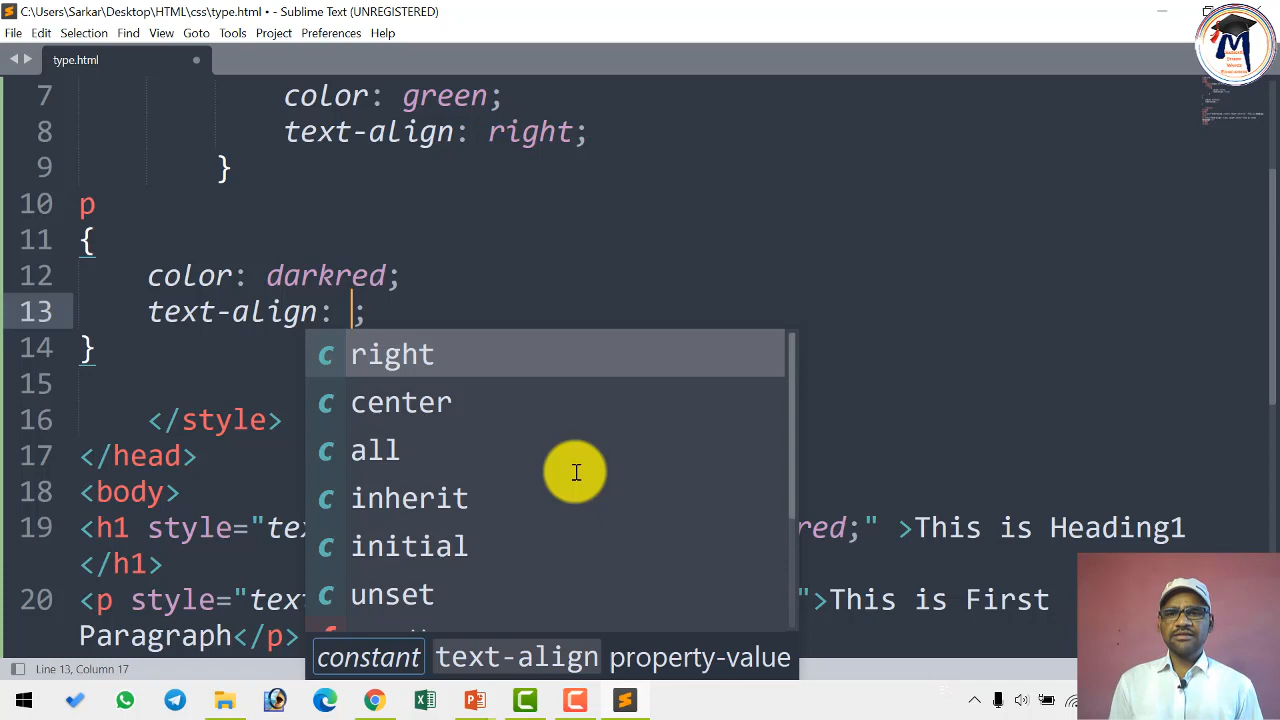 C:\Users\Sarkar\Desktop\HTML\css\type.html • - Sublime Text (UNREGISTERED)
File Edit Selection Find View Goto Tools Project Preferences Help
type.html
7 color: green;
8 text-align: right;
9 }
10 p
11 {
12 color: darkred;
13 text-align: ;
14 }
15
16 </style>
17 </head>
18 <body>
19 <h1 style="tex red;" >This is Heading1
</h1>
20 <p style="tex ">This is First
Paragraph</p>
c right
c center
c all
c inherit
c initial
c unset
constant text-align property-value
Line 13, Column 17